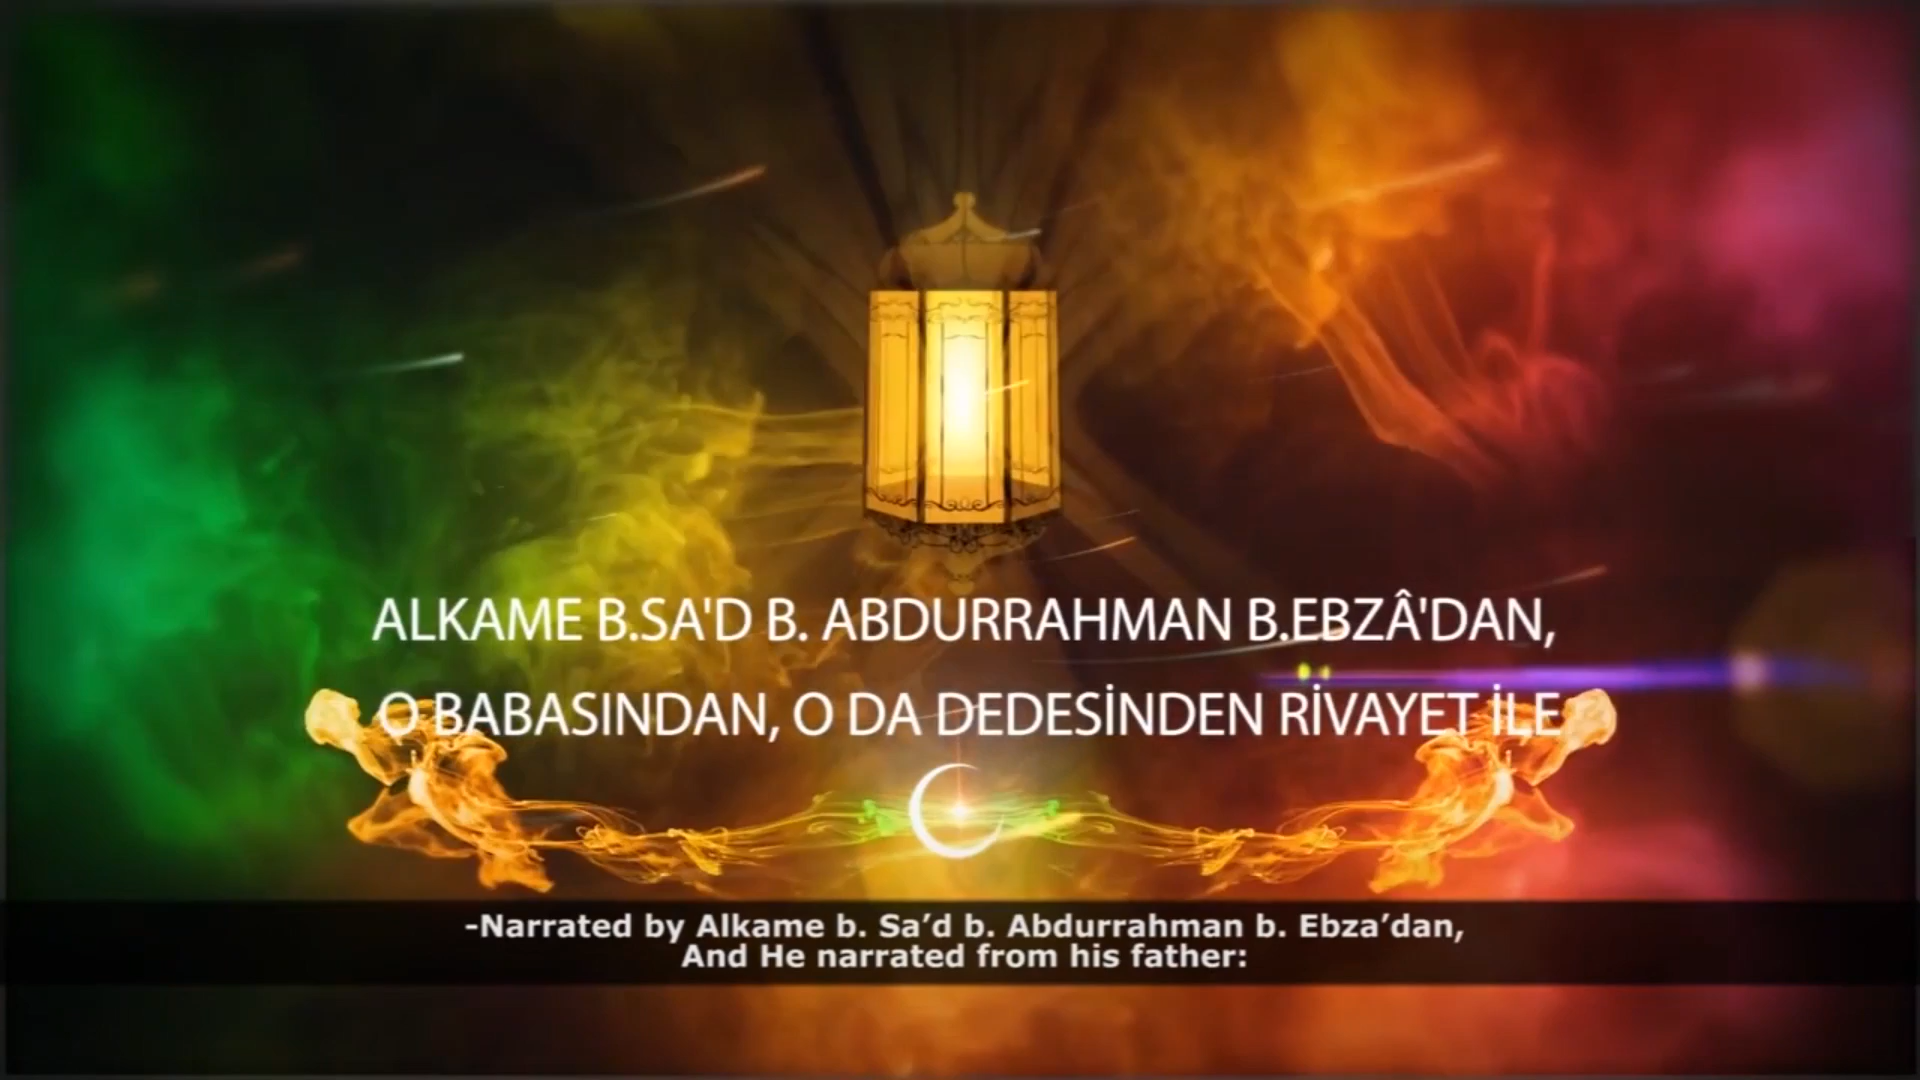 ALKAME B.SA'D B. ABDURRAHMAN B.EBZÂ'DAN,
O BABASINDAN, O DA DEDESİNDEN RİVAYET İLE
-Narrated by Alkame b. Sa’d b. Abdurrahman b. Ebza’dan,
And He narrated from his father: